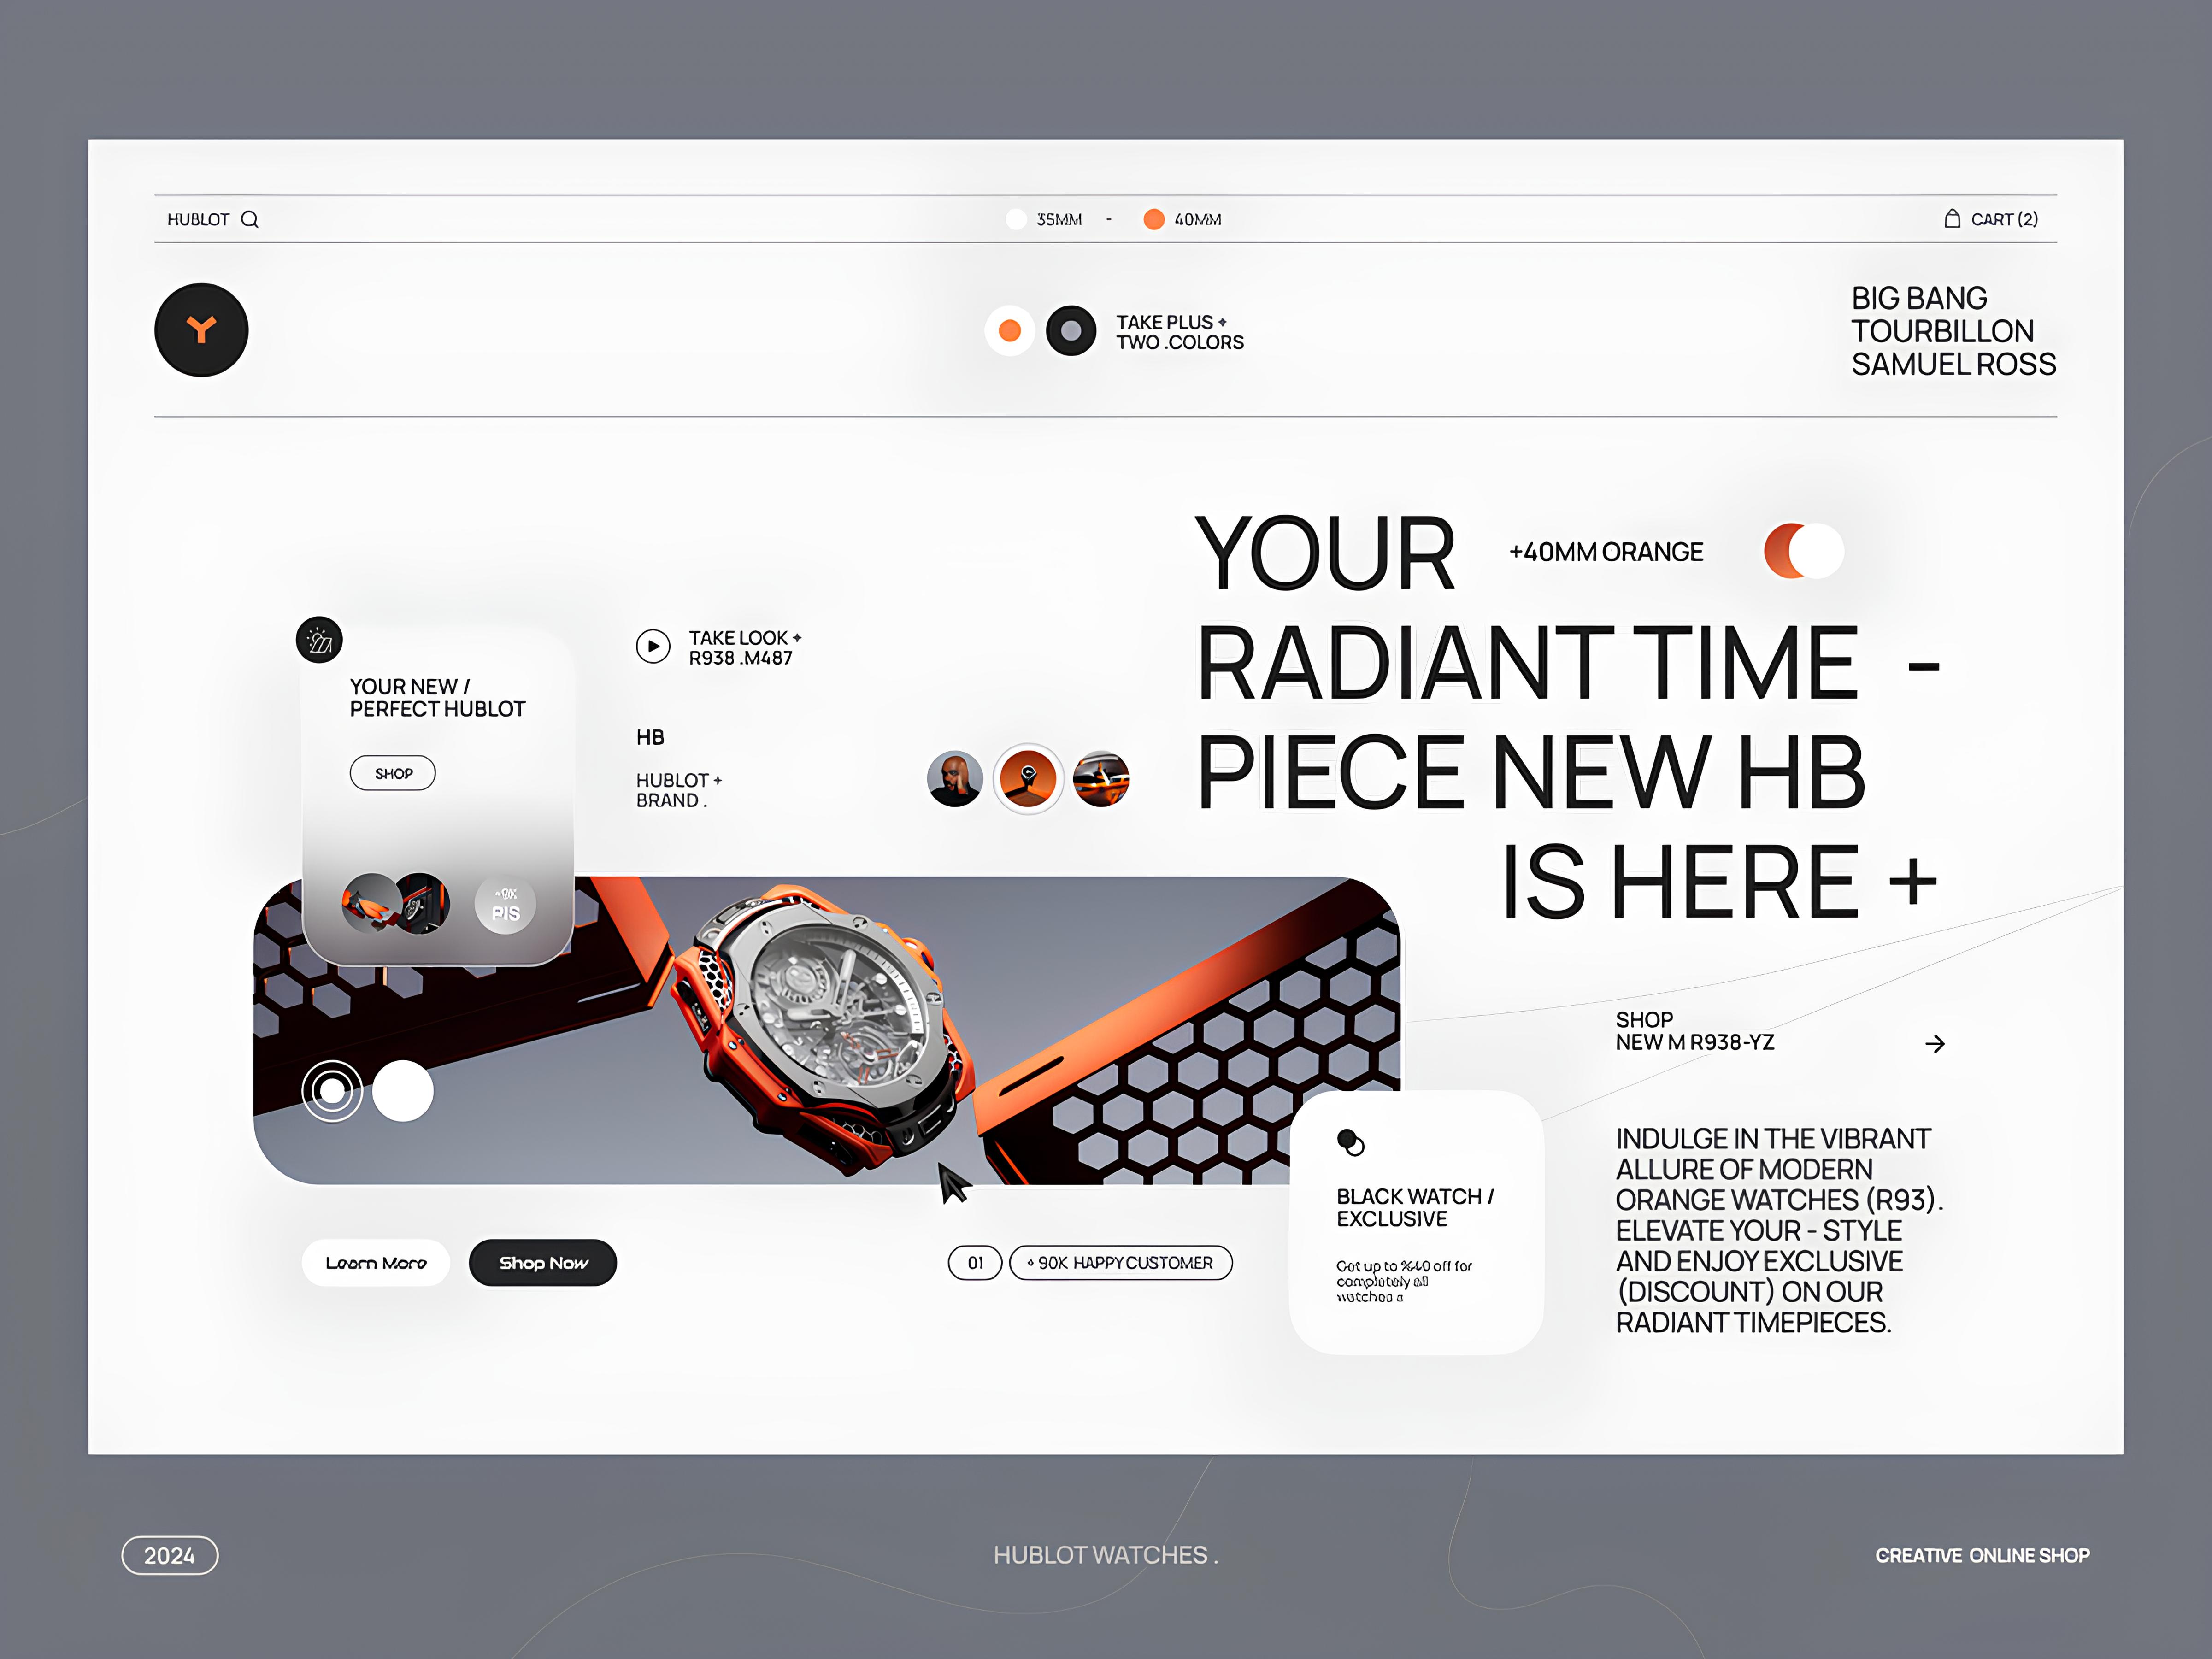 HUBLOT
35MM - 40MM
CART (2)
Y
TAKE PLUS +
TWO .COLORS
BIG BANG
TOURBILLON
SAMUEL ROSS
YOUR
+40MM ORANGE
RADIANT TIME -
PIECE NEW HB
IS HERE +
YOUR NEW /
PERFECT HUBLOT
SHOP
TAKE LOOK +
R938 .M487
HB
HUBLOT +
BRAND .
PIS
SHOP
NEW M R938-YZ
INDULGE IN THE VIBRANT
ALLURE OF MODERN
ORANGE WATCHES (R93).
ELEVATE YOUR - STYLE
AND ENJOY EXCLUSIVE
(DISCOUNT) ON OUR
RADIANT TIMEPIECES.
BLACK WATCH /
EXCLUSIVE
Get up to %40 off for
completely all
watches
Learn More
Shop Now
01
90K HAPPY CUSTOMER
2024
HUBLOT WATCHES .
CREATIVE ONLINE SHOP